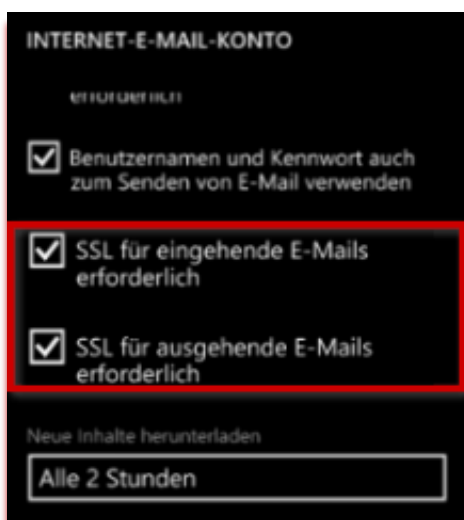 INTERNET-E-MAIL-KONTO
erforderlich
Benutzernamen und Kennwort auch
zum Senden von E-Mail verwenden
SSL für eingehende E-Mails
erforderlich
SSL für ausgehende E-Mails
erforderlich
Neue Inhalte herunterladen
Alle 2 Stunden